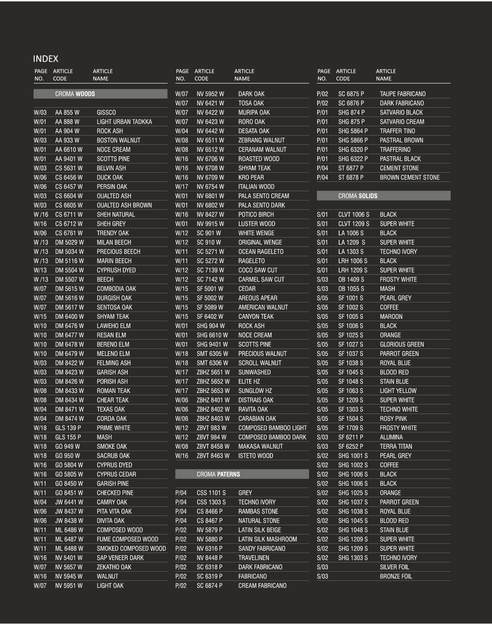 INDEX
PAGE ARTICLE ARTICLE
NO. CODE NAME
CROMA WOODS
W/03 AA 855 W GISSCO
W/01 AA 888 W LIGHT URBAN TADKKA
W/01 AA 904 W ROCK ASH
W/03 AA 933 W BOSTON WALNUT
W/01 AA 6610 W NOCE CREAM
W/01 AA 9401 W SCOTTS PINE
W/03 CS 5631 W BELVIN ASH
W/06 CS 6456 W DUCK OAK
W/06 CS 6457 W PERSIN OAK
W/03 CS 6604 W QUALTED ASH
W/03 CS 6605 W QUALTED ASH BROWN
W /16 CS 6711 W SHEH NATURAL
W/16 CS 6712 W SHEH GREY
W/06 CS 6751 W TRENDY OAK
W /13 DM 5029 W MILAN BEECH
W /13 DM 5034 W PRECIOUS BEECH
W /13 DM 5116 W MARIN BEECH
W/13 DM 5504 W CYPRUSH DYED
W /13 DM 5507 W BEECH
W/07 DM 5615 W COMBODIA OAK
W/07 DM 5616 W DURGISH OAK
W/07 DM 5617 W SENTOSA OAK
W/15 DM 6400 W SHYAM TEAK
W/10 DM 6476 W LAWEHO ELM
W/10 DM 6477 W RESAN ELM
W/10 DM 6478 W BERENO ELM
W/10 DM 6479 W MELENO ELM
W/03 DM 8422 W FELMING ASH
W/03 DM 8423 W GARISH ASH
W/03 DM 8426 W PORISH ASH
W/08 DM 8433 W ROMAN TEAK
W/08 DM 8434 W CHEAR TEAK
W/04 DM 8471 W TEXAS OAK
W/04 DM 8474 W CORDA OAK
W/18 GLS 139 P PRIME WHITE
W/18 GLS 155 P MASH
W/18 GO 949 W SMOKE OAK
W/18 GO 950 W SACRUB OAK
W/16 GO 5804 W CYPRUS DYED
W/16 GO 5805 W CYPRUS CEDAR
W/11 GO 8450 W GARISH PINE
W/11 GO 8451 W CHECKED PINE
W/04 JW 6441 W CAMRY OAK
W/06 JW 8437 W PITA VITA OAK
W/06 JW 8438 W DIVITA OAK
W/11 ML 6486 W COMPOSED WOOD
W/11 ML 6487 W FUME COMPOSED WOOD
W/11 ML 6488 W SMOKED COMPOSED WOOD
W/16 NV 5401 W SAP VENEER DARK
W/07 NV 5657 W ZEKATHO OAK
W/16 NV 5945 W WALNUT
W/07 NV 5951 W LIGHT OAK
PAGE ARTICLE ARTICLE
NO. CODE NAME
W/07 NV 5952 W DARK OAK
W/07 NV 6421 W TOSA OAK
W/07 NV 6422 W MURIPA OAK
W/07 NV 6423 W RORO OAK
W/04 NV 6442 W DESATA OAK
W/08 NV 6511 W ZEBRANG WALNUT
W/08 NV 6512 W CERANAM WALNUT
W/16 NV 6706 W ROASTED WOOD
W/16 NV 6708 W SHYAM TEAK
W/16 NV 6709 W KRO PEAR
W/17 NV 6754 W ITALIAN WOOD
W/01 NV 6801 W PALA SENTO CREAM
W/01 NV 6802 W PALA SENTO DARK
W/16 NV 8427 W POTICO BIRCH
W/01 NV 9915 W LUSTER WOOD
W/12 SC 901 W WHITE WENGE
W/12 SC 910 W ORIGINAL WENGE
W/11 SC 5271 W OCEAN RAGELETO
W/11 SC 5272 W RAGELETO
W/12 SC 7139 W COCO SAW CUT
W/12 SC 7142 W CARMEL SAW CUT
W/15 SF 5001 W CEDAR
W/15 SF 5002 W AREOUS APEAR
W/15 SF 5089 W AMERICAN WALNUT
W/15 SF 6402 W CANYON TEAK
W/01 SHG 904 W ROCK ASH
W/01 SHG 6610 W NOCE CREAM
W/01 SHG 9401 W SCOTTS PINE
W/18 SMT 6305 W PRECIOUS WALNUT
W/18 SMT 6306 W SCROLL WALNUT
W/17 ZBHZ 5651 W SUNWASHED
W/17 ZBHZ 5652 W ELITE HZ
W/17 ZBHZ 5653 W SUNGLOW HZ
W/06 ZBHZ 8401 W DISTRAIS OAK
W/06 ZBHZ 8402 W RAVITA OAK
W/06 ZBHZ 8403 W CARABIAN OAK
W/12 ZBVT 983 W COMPOSED BAMBOO LIGHT
W/12 ZBVT 984 W COMPOSED BAMBOO DARK
W/08 ZBVT 8458 W MAKASA WALNUT
W/16 ZBVT 8463 W ISTETO WOOD
CROMA PATERNS
P/04 CSS 1101 S GREY
P/04 CSS 1303 S TECHNO IVORY
P/04 CS 8466 P RAMBAS STONE
P/04 CS 8467 P NATURAL STONE
P/02 NV 5879 P LATIN SILK BEIGE
P/02 NV 5880 P LATIN SILK MASHROOM
P/02 NV 6316 P SANDY FABRICANO
P/02 NV 8448 P TRAVELINEN
P/02 SC 6318 P DARK FABRICANO
P/02 SC 6319 P FABRICANO
P/02 SC 6874 P CREAM FABRICANO
PAGE ARTICLE ARTICLE
NO. CODE NAME
P/02 SC 6875 P TAUPE FABRICANO
P/02 SC 6876 P DARK FABRICANO
P/01 SHG 874 P SATVARIO BLACK
P/01 SHG 875 P SATVARIO CREAM
P/01 SHG 5864 P TRAFFER TINO
P/01 SHG 5866 P PASTRAL BROWN
P/01 SHG 6320 P TRAFFERINO
P/01 SHG 6322 P PASTRAL BLACK
P/04 ST 6877 P CEMENT STONE
P/04 ST 6878 P BROWN CEMENT STONE
CROMA SOLIDS
S/01 CLVT 1006 S BLACK
S/01 CLVT 1209 S SUPER WHITE
S/01 LA 1006 S BLACK
S/01 LA 1209 S SUPER WHITE
S/01 LA 1303 S TECHNO IVORY
S/01 LRH 1006 S BLACK
S/01 LRH 1209 S SUPER WHITE
S/03 OB 1409 S FROSTY WHITE
S/03 OB 1055 S MASH
S/05 SF 1001 S PEARL GREY
S/05 SF 1002 S COFFEE
S/05 SF 1005 S MAROON
S/05 SF 1006 S BLACK
S/05 SF 1025 S ORANGE
S/05 SF 1027 S GLORIOUS GREEN
S/05 SF 1037 S PARROT GREEN
S/05 SF 1038 S ROYAL BLUE
S/05 SF 1045 S BLOOD RED
S/05 SF 1048 S STAIN BLUE
S/05 SF 1063 S LIGHT YELLOW
S/05 SF 1209 S SUPER WHITE
S/05 SF 1303 S TECHNO WHITE
S/05 SF 1504 S ROSY PINK
S/05 SF 1709 S FROSTY WHITE
S/03 SF 6211 P ALUMINA
S/03 SF 6252 P TERRA TITAN
S/02 SHG 1001 S PEARL GREY
S/02 SHG 1002 S COFFEE
S/02 SHG 1006 S BLACK
S/02 SHG 1006 S BLACK
S/02 SHG 1025 S ORANGE
S/02 SHG 1037 S PARROT GREEN
S/02 SHG 1038 S ROYAL BLUE
S/02 SHG 1045 S BLOOD RED
S/02 SHG 1048 S STAIN BLUE
S/02 SHG 1209 S SUPER WHITE
S/02 SHG 1209 S SUPER WHITE
S/02 SHG 1303 S TECHNO IVORY
S/03 SILVER FOIL
S/03 BRONZE FOIL